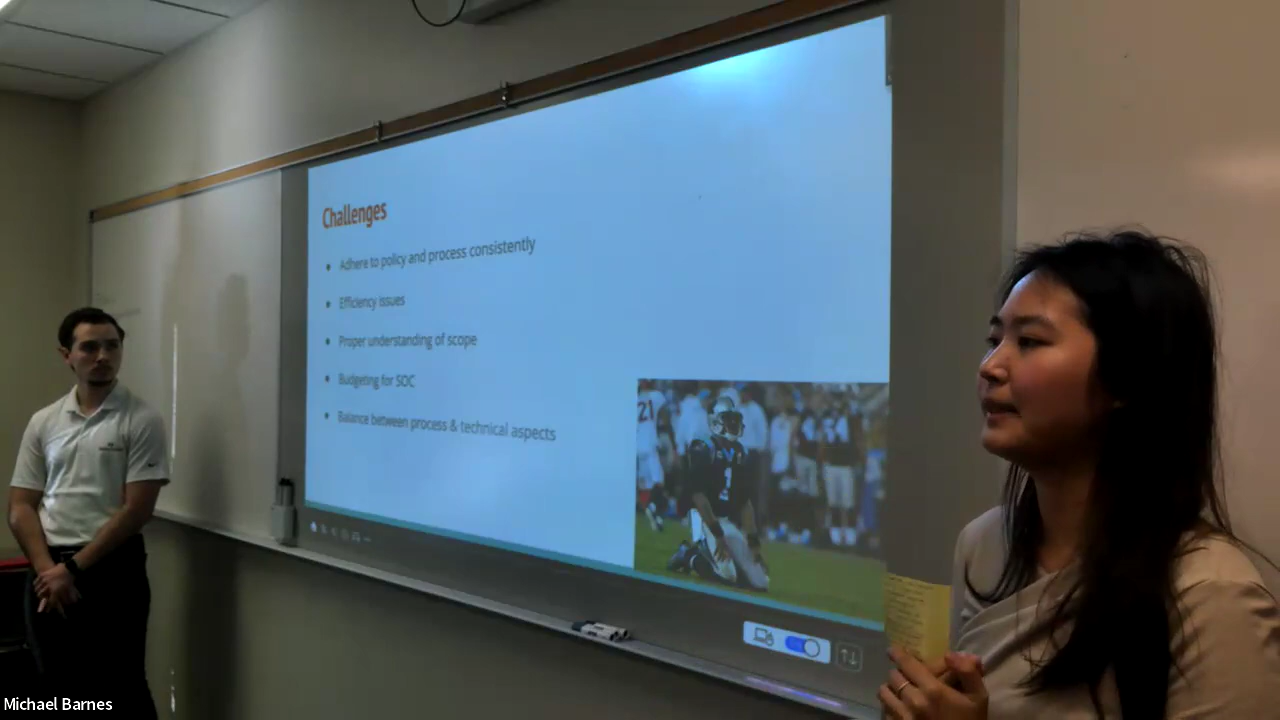 Challenges
Adhere to policy and process consistently
Efficiency issues
Proper understanding of scope
Budgeting for SOC
Balance between process & technical aspects
21
1
Michael Barnes